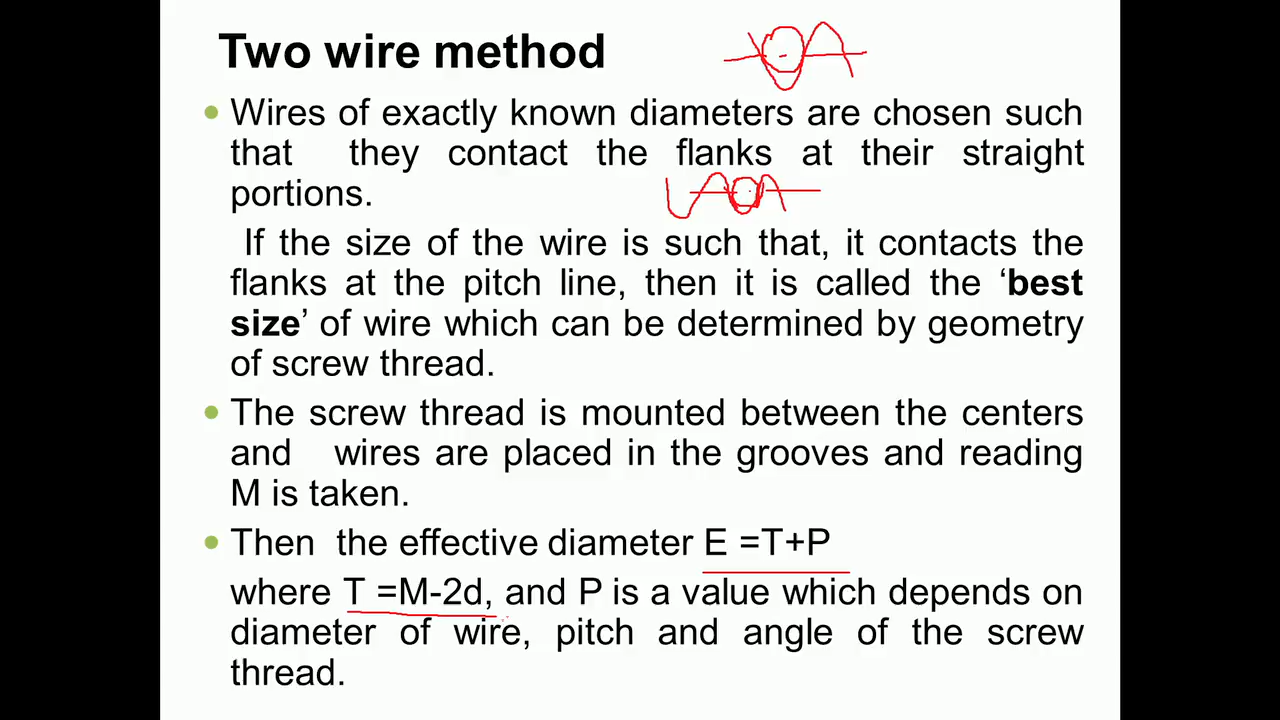 Two wire method
• Wires of exactly known diameters are chosen such
that they contact the flanks at their straight
portions.
If the size of the wire is such that, it contacts the
flanks at the pitch line, then it is called the ‘best
size’ of wire which can be determined by geometry
of screw thread.
• The screw thread is mounted between the centers
and wires are placed in the grooves and reading
M is taken.
• Then the effective diameter E =T+P
where T =M-2d, and P is a value which depends on
diameter of wire, pitch and angle of the screw
thread.